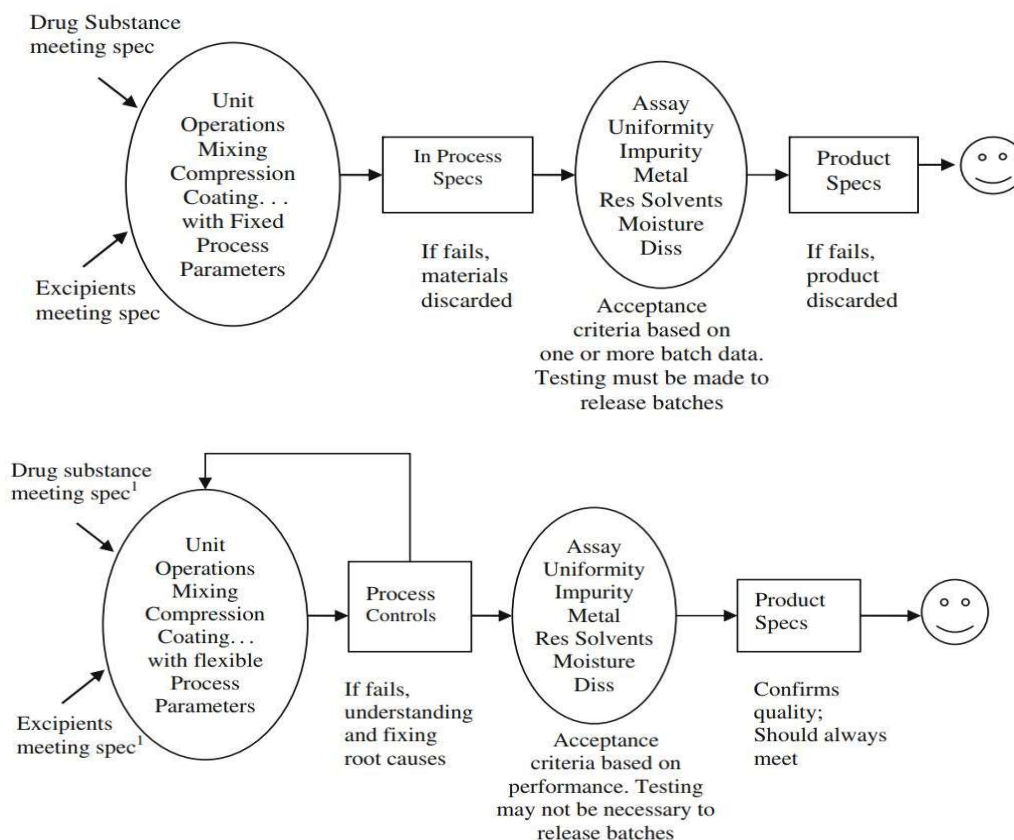 Drug Substance
meeting spec
Unit
Operations
Mixing
Compression
Coating. . .
with Fixed
Process
Parameters
Excipients
meeting spec
In Process
Specs
If fails,
materials
discarded
Assay
Uniformity
Impurity
Metal
Res Solvents
Moisture
Diss
Acceptance
criteria based on
one or more batch data.
Testing must be made to
release batches
Product
Specs
If fails,
product
discarded
Drug substance
meeting spec¹
Unit
Operations
Mixing
Compression
Coating. . .
with flexible
Process
Parameters
Excipients
meeting spec¹
Process
Controls
If fails,
understanding
and fixing
root causes
Assay
Uniformity
Impurity
Metal
Res Solvents
Moisture
Diss
Acceptance
criteria based on
performance. Testing
may not be necessary to
release batches
Product
Specs
Confirms
quality;
Should always
meet